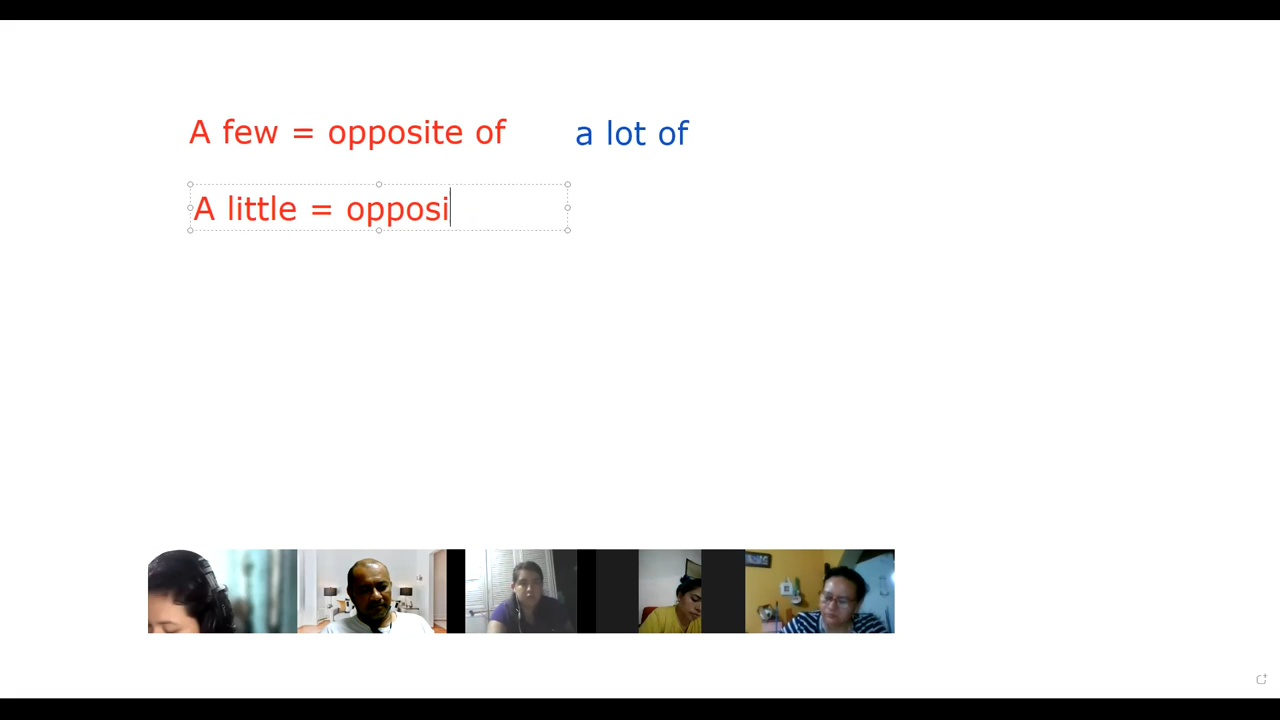 A few = opposite of a lot of
A little = opposi